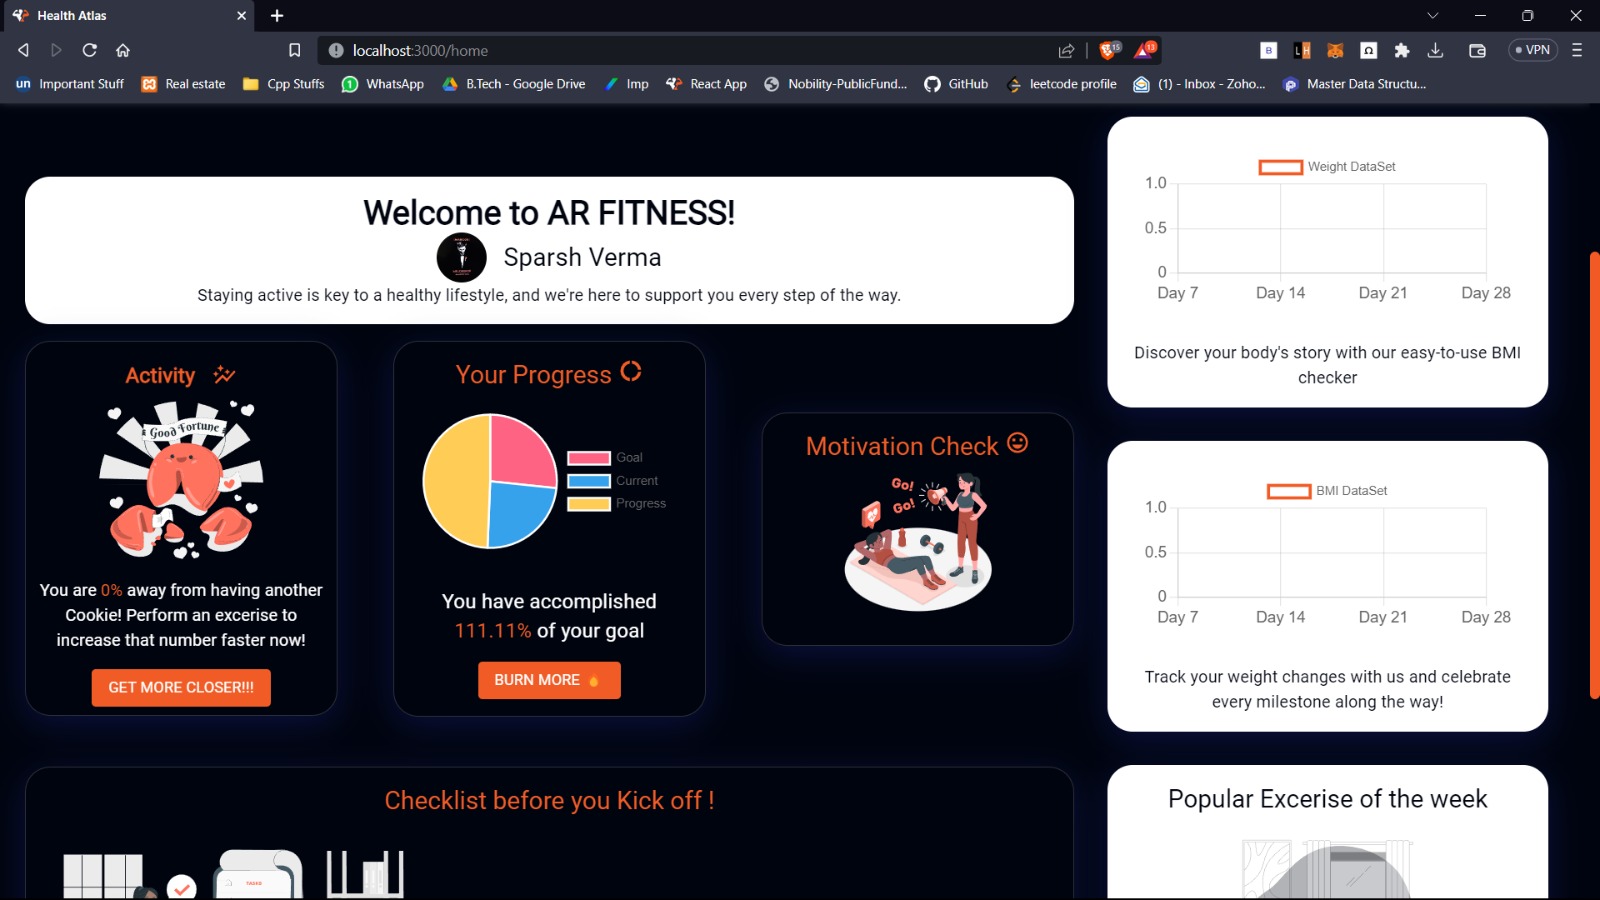 Health Atlas
localhost:3000/home
15
13
B
L H
Ω
VPN
un Important Stuff
Real estate
Cpp Stuffs
1 WhatsApp
B.Tech - Google Drive
Imp
React App
Nobility-PublicFund...
GitHub
leetcode profile
(1) - Inbox - Zoho...
Master Data Structu...
Welcome to AR FITNESS!
Sparsh Verma
Staying active is key to a healthy lifestyle, and we're here to support you every step of the way.
Activity
Good Fortune
You are 0% away from having another
Cookie! Perform an excerise to
increase that number faster now!
GET MORE CLOSER!!!
Your Progress
Goal
Current
Progress
You have accomplished
111.11% of your goal
BURN MORE
Motivation Check
Go!
Go!
Weight DataSet
1.0
0.5
0
Day 7 Day 14 Day 21 Day 28
Discover your body's story with our easy-to-use BMI
checker
BMI DataSet
1.0
0.5
0
Day 7 Day 14 Day 21 Day 28
Track your weight changes with us and celebrate
every milestone along the way!
Checklist before you Kick off !
TASKS
Popular Excerise of the week